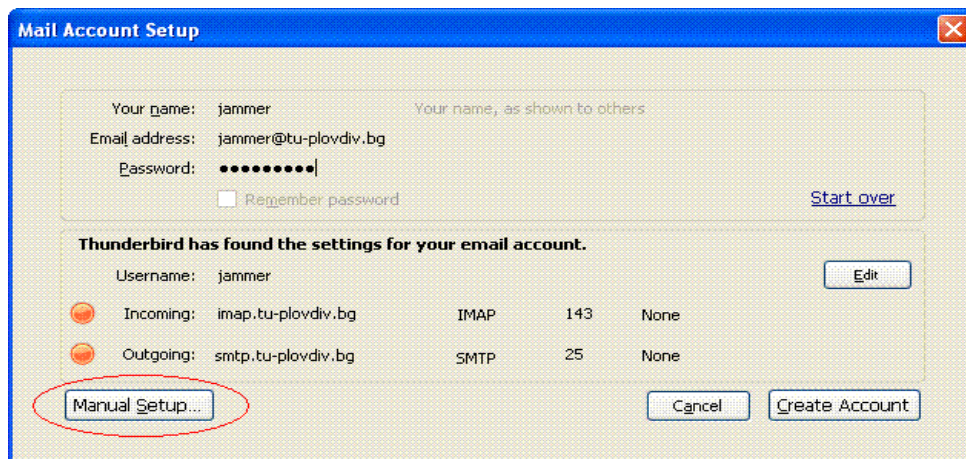 Mail Account Setup
Your name: jammer Your name, as shown to others
Email address: jammer@tu-plovdiv.bg
Password: ●●●●●●●●●
Remember password Start over
Thunderbird has found the settings for your email account.
Username: jammer Edit
Incoming: imap.tu-plovdiv.bg IMAP 143 None
Outgoing: smtp.tu-plovdiv.bg SMTP 25 None
Manual Setup... Cancel Create Account